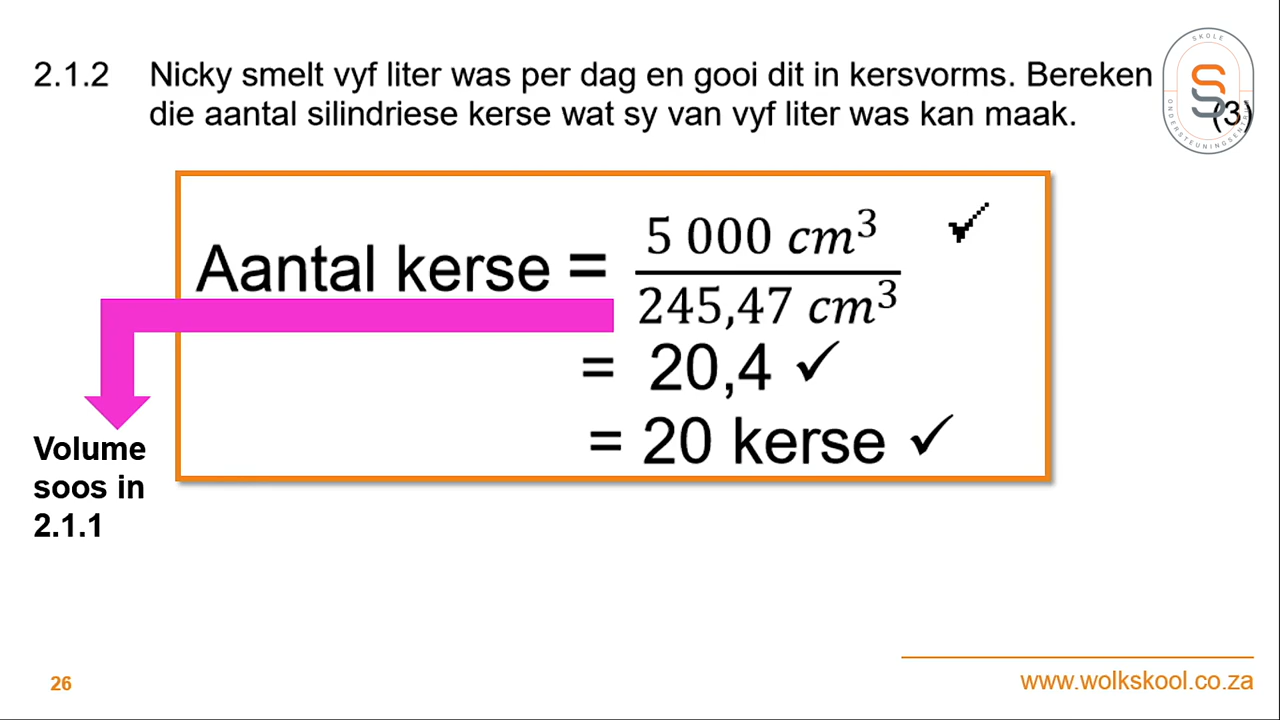 2.1.2 Nicky smelt vyf liter was per dag en gooi dit in kersvorms. Bereken
die aantal silindriese kerse wat sy van vyf liter was kan maak. (3)
SKOLE
ONDERSTEUNINGSENTRUM
Aantal kerse = 5 000 cm³ / 245,47 cm³ ✓
= 20,4 ✓
= 20 kerse ✓
Volume
soos in
2.1.1
26
www.wolkskool.co.za